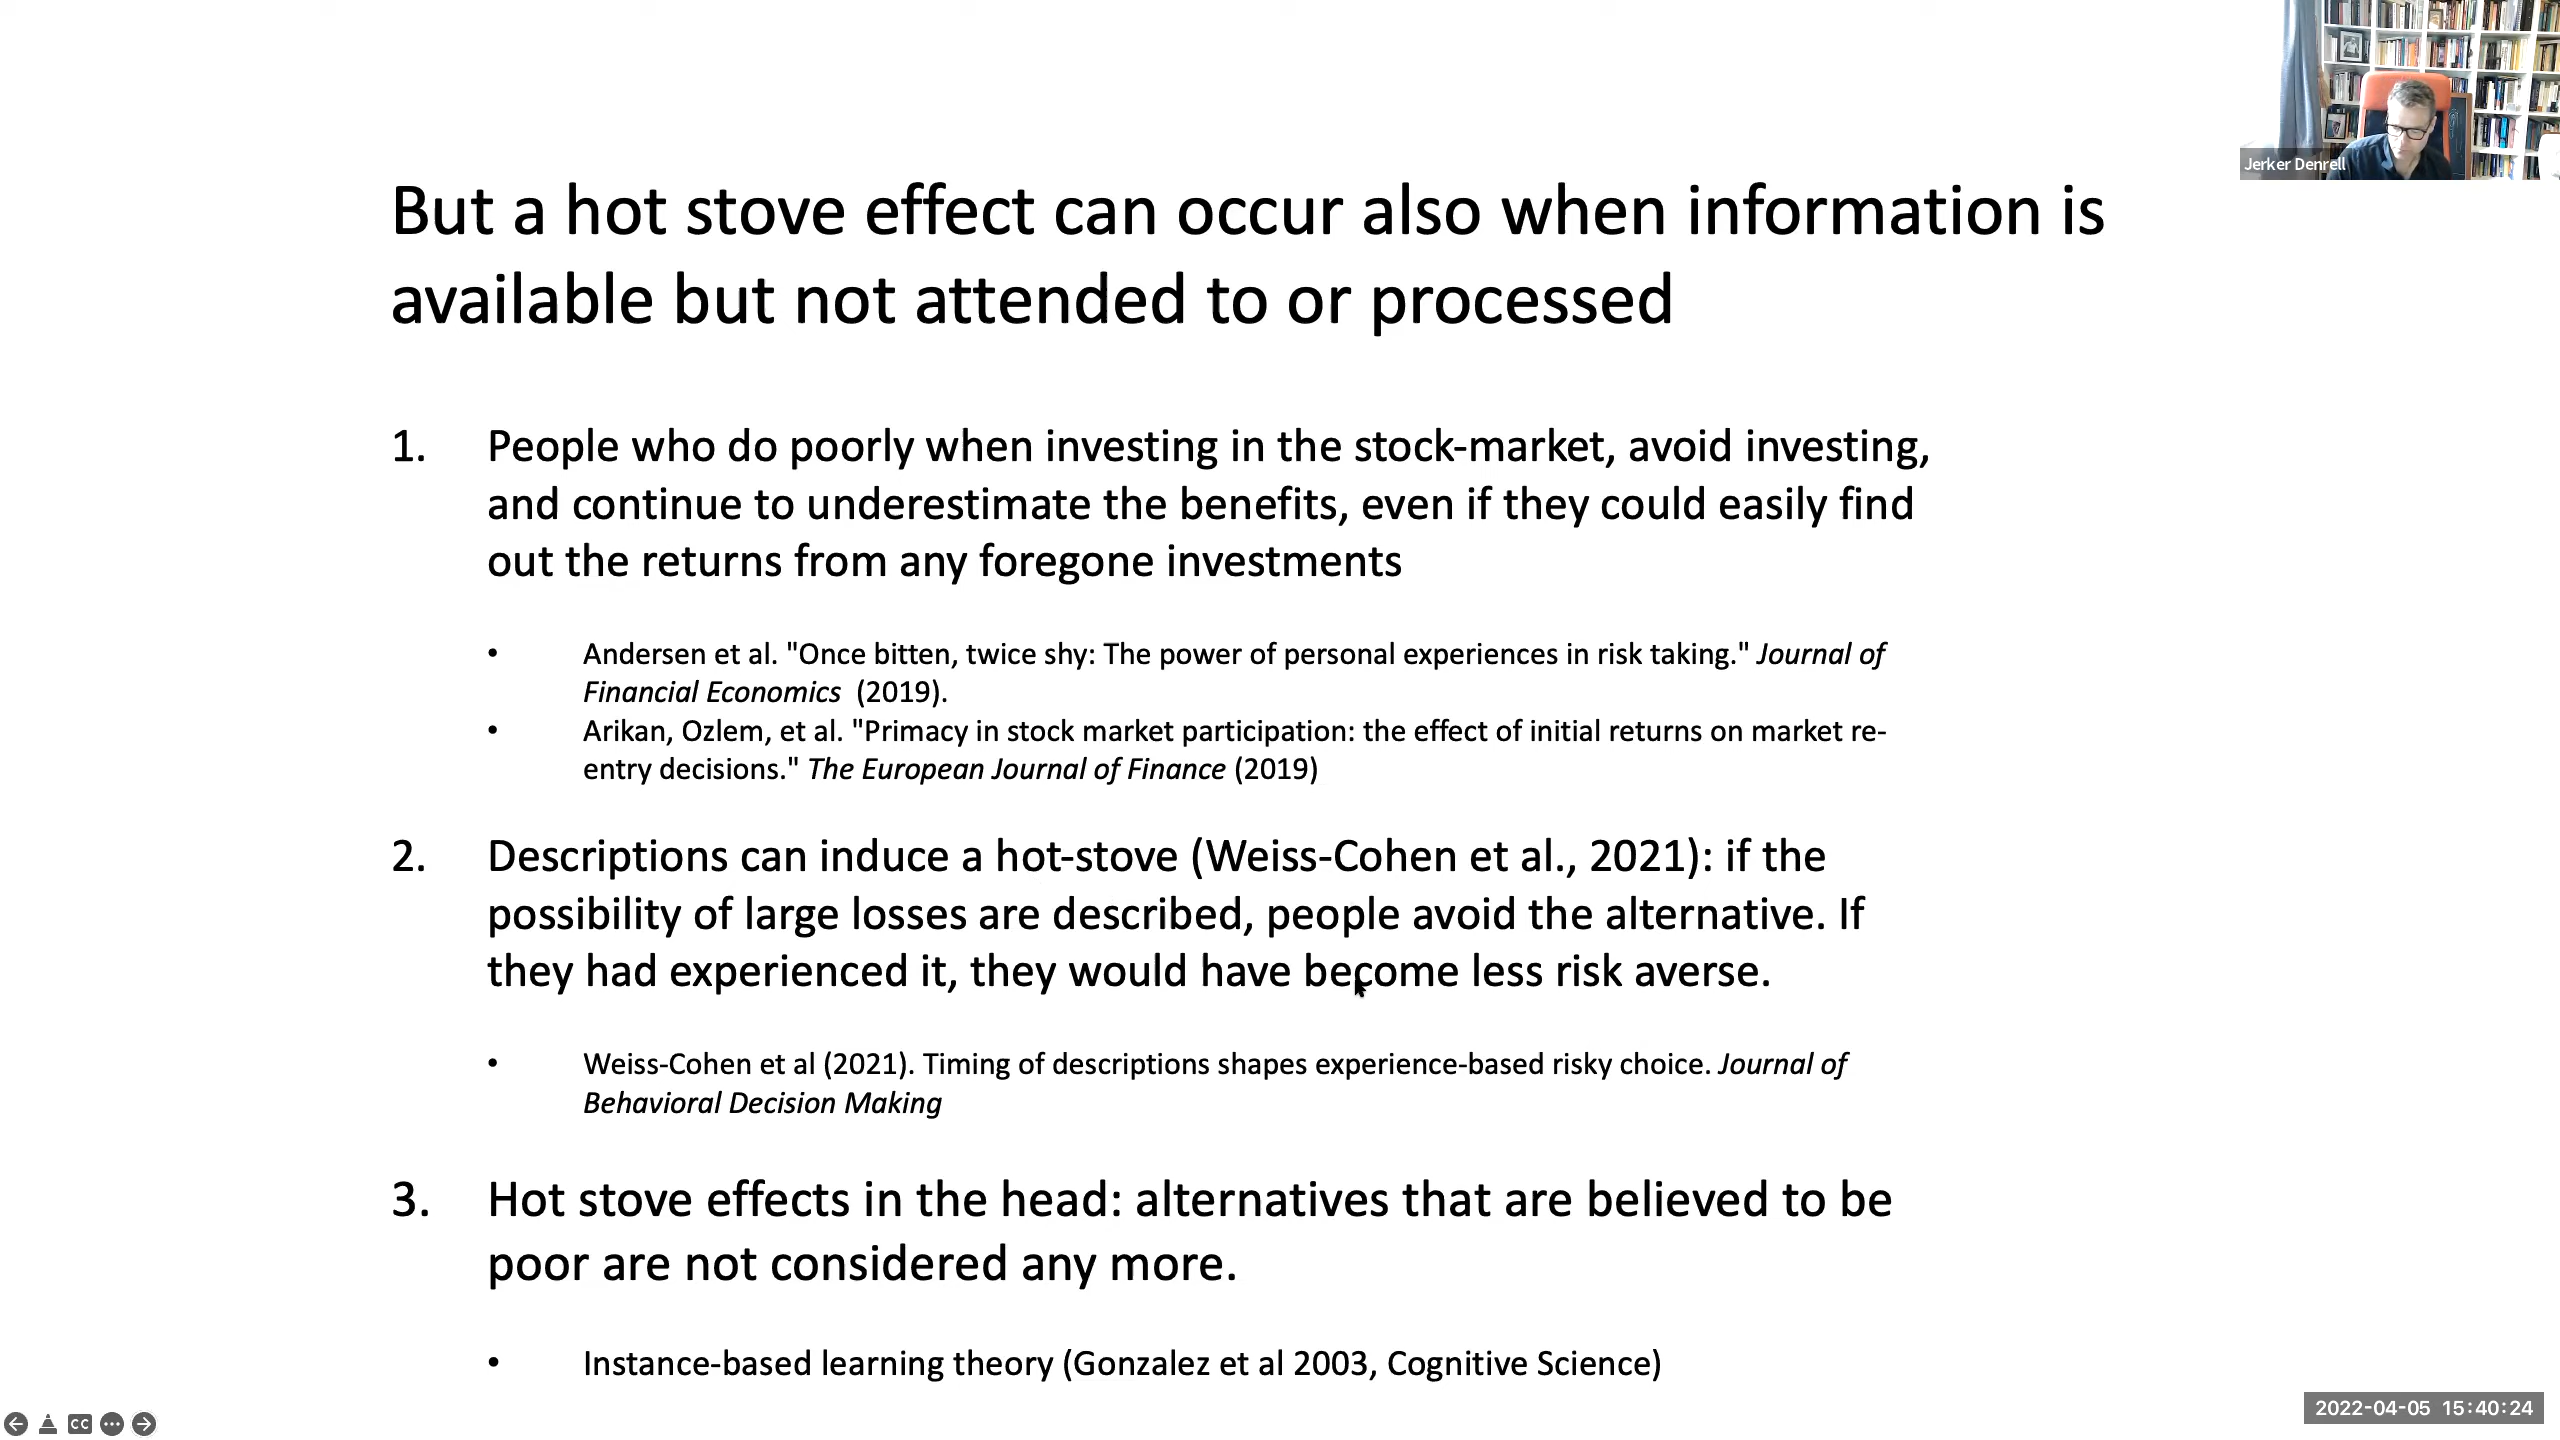 Jerker Denrell
But a hot stove effect can occur also when information is
available but not attended to or processed
1. People who do poorly when investing in the stock-market, avoid investing,
and continue to underestimate the benefits, even if they could easily find
out the returns from any foregone investments
• Andersen et al. "Once bitten, twice shy: The power of personal experiences in risk taking." Journal of
Financial Economics (2019).
• Arikan, Ozlem, et al. "Primacy in stock market participation: the effect of initial returns on market re-
entry decisions." The European Journal of Finance (2019)
2. Descriptions can induce a hot-stove (Weiss-Cohen et al., 2021): if the
possibility of large losses are described, people avoid the alternative. If
they had experienced it, they would have become less risk averse.
• Weiss-Cohen et al (2021). Timing of descriptions shapes experience-based risky choice. Journal of
Behavioral Decision Making
3. Hot stove effects in the head: alternatives that are believed to be
poor are not considered any more.
• Instance-based learning theory (Gonzalez et al 2003, Cognitive Science)
CC
2022-04-05 15:40:24